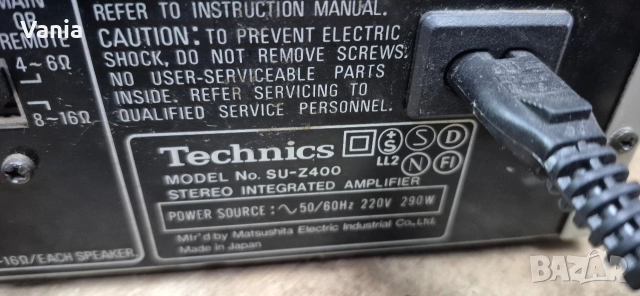 Vania
MAIN
OR
REMOTE
4~6Ω
8~16Ω
REFER TO INSTRUCTION MANUAL.
CAUTION: TO PREVENT ELECTRIC
SHOCK, DO NOT REMOVE SCREWS.
NO USER-SERVICEABLE PARTS
INSIDE. REFER SERVICING TO
QUALIFIED SERVICE PERSONNEL.
Technics +S S D
LL2 N FI
MODEL No. SU-Z400
STEREO INTEGRATED AMPLIFIER
POWER SOURCE : ∿ 50/60Hz 220V 290W
Mfr'd by Matsushita Electric Industrial Co., Ltd.
Made in Japan
-16Ω/EACH SPEAKER.
BAZAR.bg